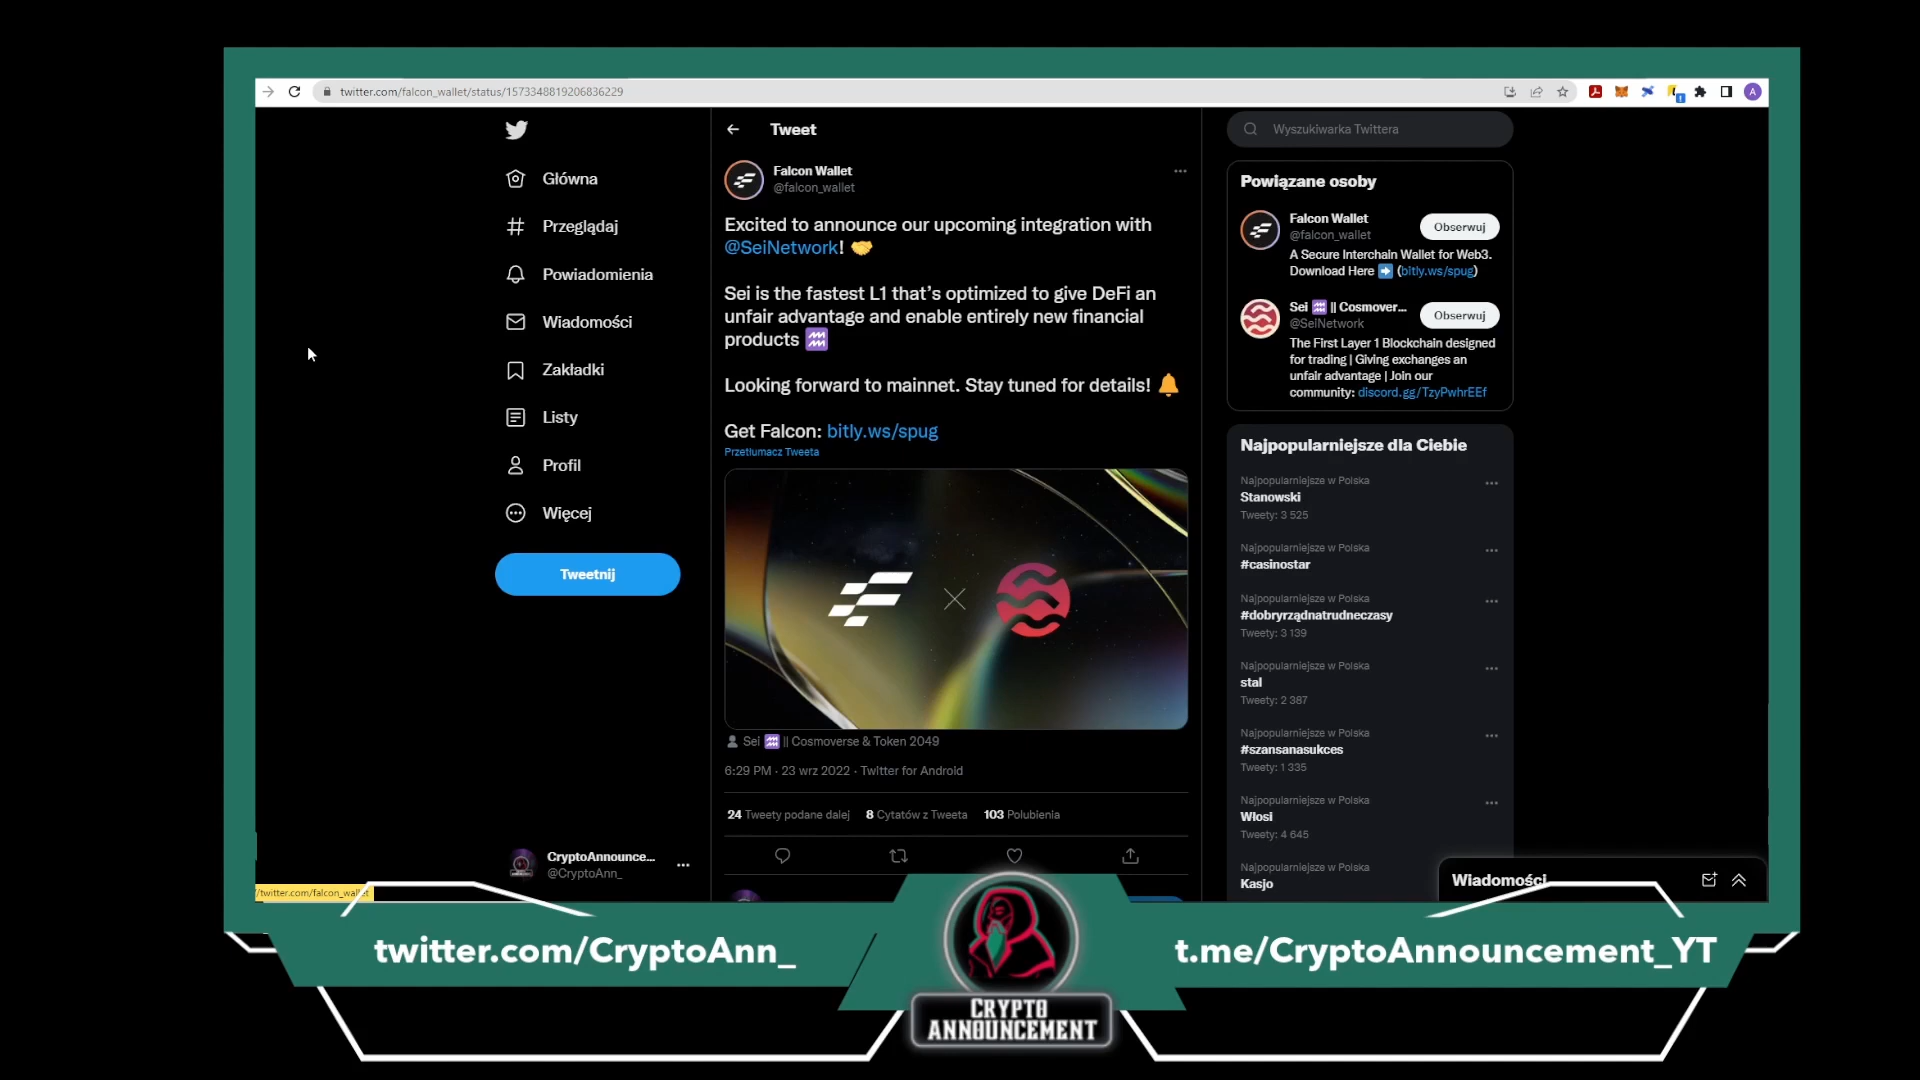 twitter.com/falcon_wallet/status/1573348819206836229
A
Główna
Przeglądaj
Powiadomienia
Wiadomości
Zakładki
Listy
Profil
Więcej
Tweetnij
CryptoAnnounce...
@CryptoAnn_
Tweet
Falcon Wallet
@falcon_wallet
Excited to announce our upcoming integration with
@SeiNetwork! 🤝
Sei is the fastest L1 that’s optimized to give DeFi an
unfair advantage and enable entirely new financial
products ♒
Looking forward to mainnet. Stay tuned for details! 🔔
Get Falcon: bitly.ws/spug
Przetłumacz Tweeta
Sei ♒ || Cosmoverse & Token 2049
6:29 PM · 23 wrz 2022 · Twitter for Android
24 Tweety podane dalej 8 Cytatów z Tweeta 103 Polubienia
Wyszukiwarka Twittera
Powiązane osoby
Falcon Wallet
@falcon_wallet
Obserwuj
A Secure Interchain Wallet for Web3.
Download Here ➡️ (bitly.ws/spug)
Sei ♒ || Cosmover...
@SeiNetwork
Obserwuj
The First Layer 1 Blockchain designed
for trading | Giving exchanges an
unfair advantage | Join our
community: discord.gg/TzyPwhrEEf
Najpopularniejsze dla Ciebie
Najpopularniejsze w Polska
Stanowski
Tweety: 3 525
Najpopularniejsze w Polska
#casinostar
Najpopularniejsze w Polska
#dobryrządnatrudneczasy
Tweety: 3 139
Najpopularniejsze w Polska
stal
Tweety: 2 387
Najpopularniejsze w Polska
#szansanasukces
Tweety: 1 335
Najpopularniejsze w Polska
Włosi
Tweety: 4 645
Najpopularniejsze w Polska
Kasjo
Wiadomości
/twitter.com/falcon_wallet
twitter.com/CryptoAnn_
CRYPTO
ANNOUNCEMENT
t.me/CryptoAnnouncement_YT